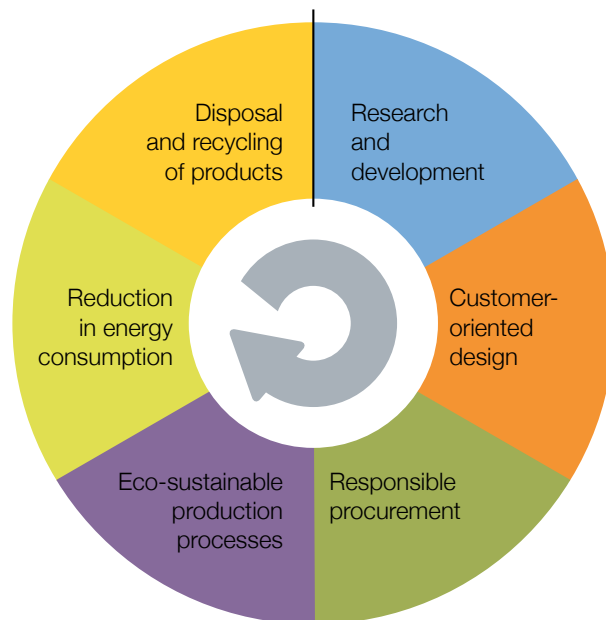 Disposal
and recycling
of products
Research
and
development
Reduction
in energy
consumption
Customer-
oriented
design
Eco-sustainable
production
processes
Responsible
procurement